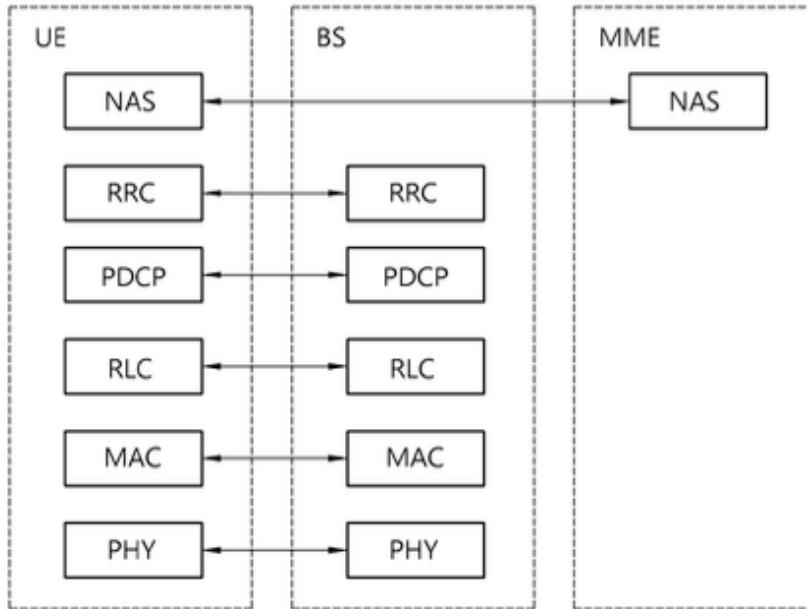 UE BS MME
NAS NAS
RRC RRC
PDCP PDCP
RLC RLC
MAC MAC
PHY PHY